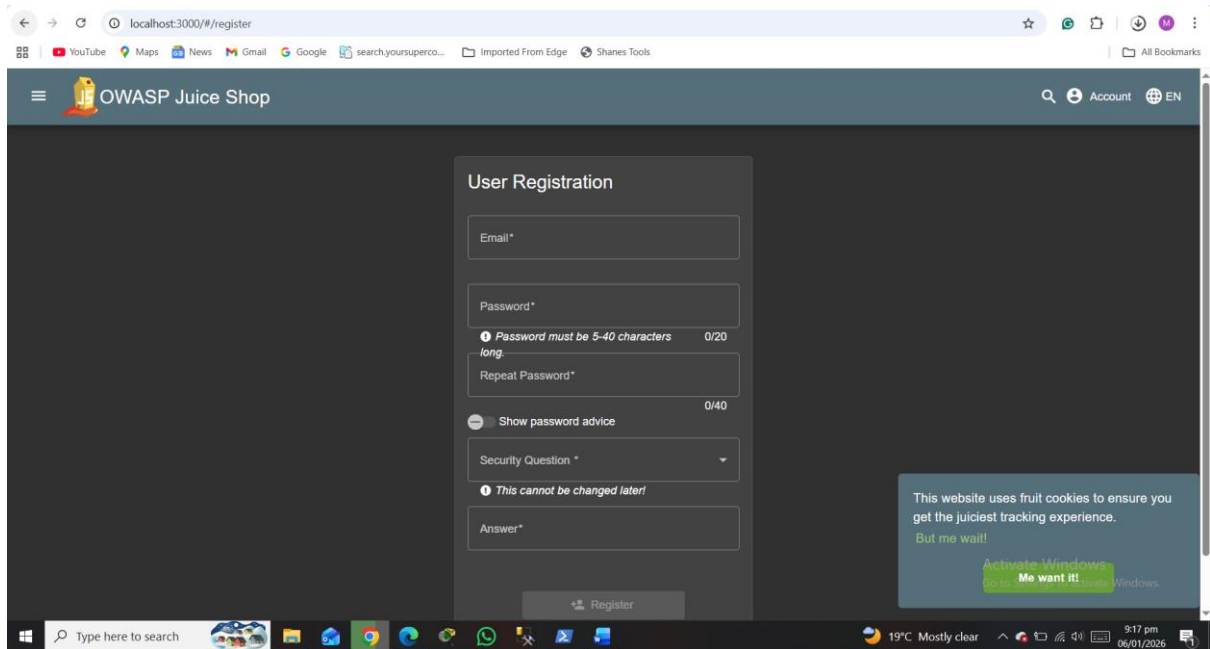 localhost:3000/#/register
YouTube Maps News Gmail Google search.yoursuperco... Imported From Edge Shanes Tools All Bookmarks
OWASP Juice Shop Account EN
User Registration
Email*
Password*
Password must be 5-40 characters long. 0/20
Repeat Password*
0/40
Show password advice
Security Question *
This cannot be changed later!
Answer*
Register
This website uses fruit cookies to ensure you
get the juiciest tracking experience.
But me wait!
Activate Windows
Me want it!
Go to Windows.
Type here to search 19°C Mostly clear 9:17 pm
06/01/2026